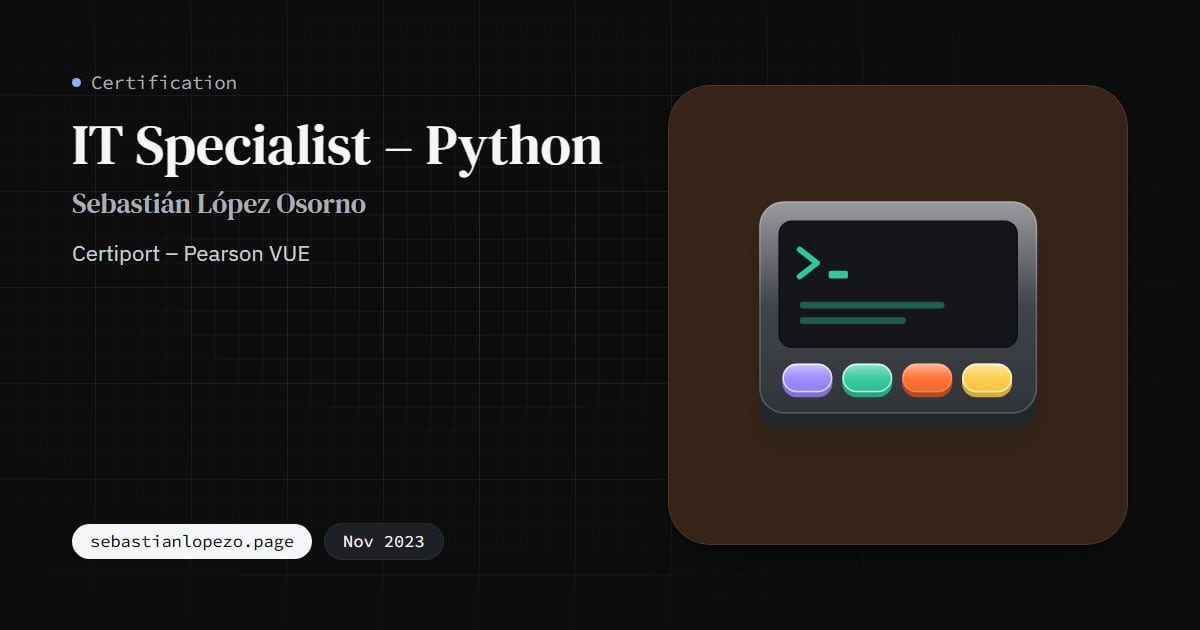 Certification
IT Specialist – Python
Sebastián López Osorno
Certiport – Pearson VUE
sebastianlopezo.page
Nov 2023